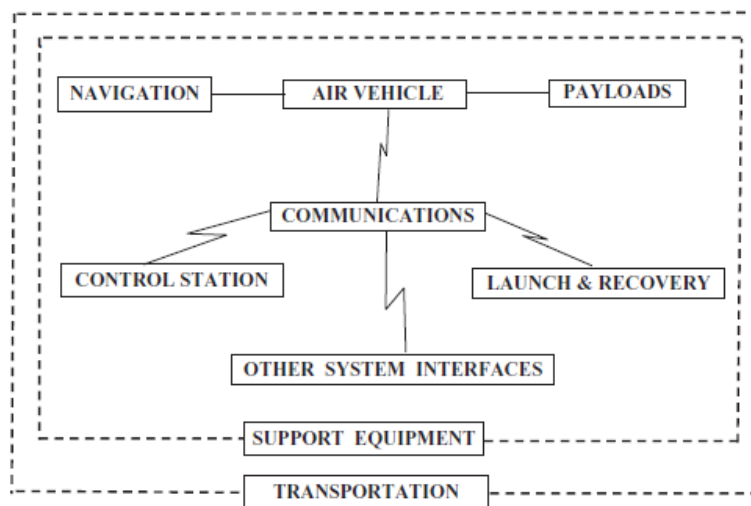 NAVIGATION
AIR VEHICLE
PAYLOADS
COMMUNICATIONS
CONTROL STATION
LAUNCH & RECOVERY
OTHER SYSTEM INTERFACES
SUPPORT EQUIPMENT
TRANSPORTATION